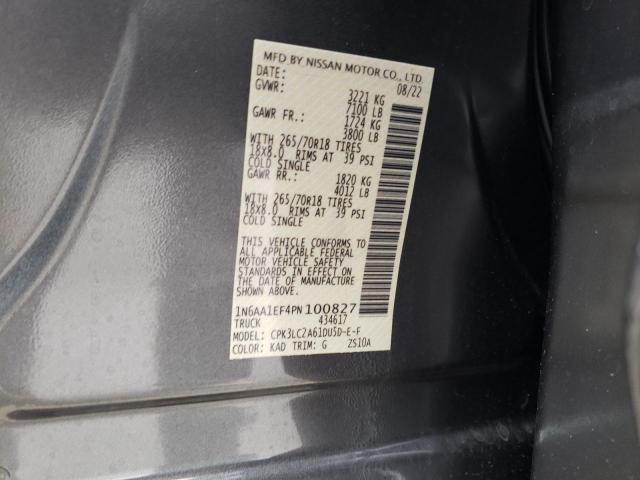 MFD BY NISSAN MOTOR CO., LTD.
DATE: 08/22
GVWR: 3221 KG
7100 LB
GAWR FR.: 1724 KG
3800 LB
WITH 265/70R18 TIRES
18X8.0 RIMS AT 39 PSI
COLD SINGLE
GAWR RR.: 1820 KG
4012 LB
WITH 265/70R18 TIRES
18X8.0 RIMS AT 39 PSI
COLD SINGLE
THIS VEHICLE CONFORMS TO
ALL APPLICABLE FEDERAL
MOTOR VEHICLE SAFETY
STANDARDS IN EFFECT ON
THE DATE OF MANUFACTURE
SHOWN ABOVE.
1N6AA1EF4PN100827
TRUCK 434617
MODEL: CPK3LC2A61DU5D-E-F
COLOR: KAD TRIM: G ZS10A